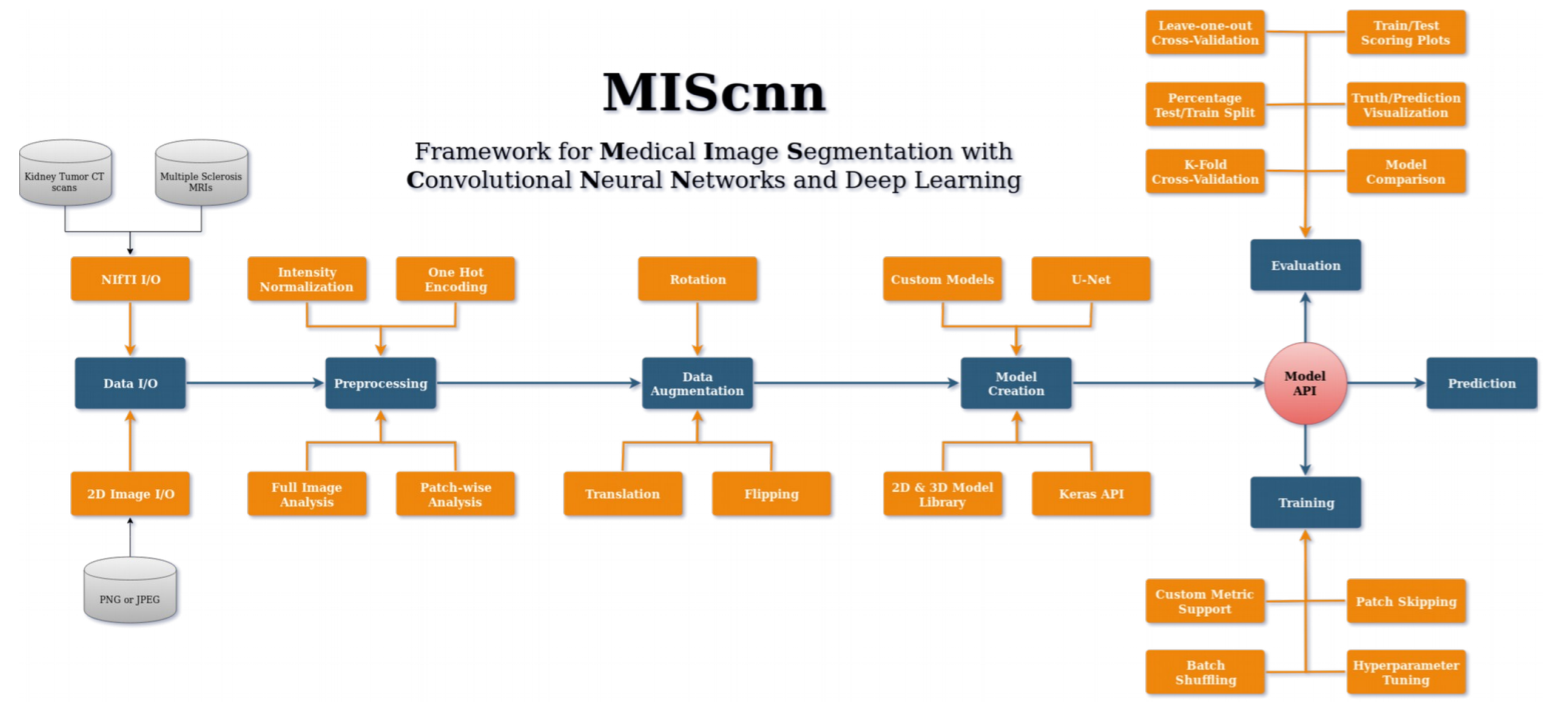 MIScnn
Framework for Medical Image Segmentation with
Convolutional Neural Networks and Deep Learning
Kidney Tumor CT
scans
Multiple Sclerosis
MRIs
NIfTI I/O
Data I/O
2D Image I/O
PNG or JPEG
Intensity
Normalization
One Hot
Encoding
Preprocessing
Full Image
Analysis
Patch-wise
Analysis
Rotation
Data
Augmentation
Translation
Flipping
Custom Models
U-Net
Model
Creation
2D & 3D Model
Library
Keras API
Leave-one-out
Cross-Validation
Train/Test
Scoring Plots
Percentage
Test/Train Split
Truth/Prediction
Visualization
K-Fold
Cross-Validation
Model
Comparison
Evaluation
Model
API
Prediction
Training
Custom Metric
Support
Patch Skipping
Batch
Shuffling
Hyperparameter
Tuning